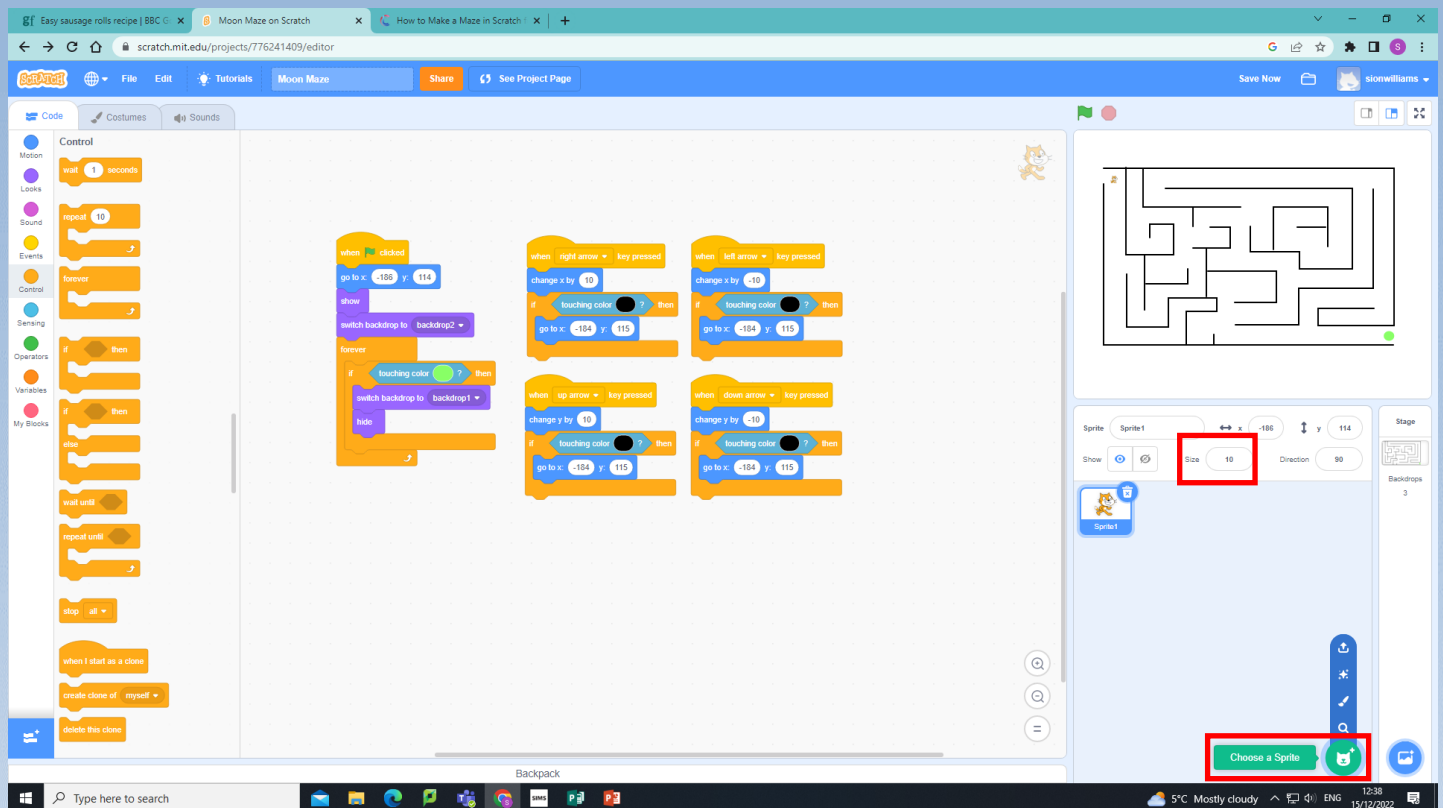 gf Easy sausage rolls recipe | BBC G
Moon Maze on Scratch
How to Make a Maze in Scratch
scratch.mit.edu/projects/776241409/editor
SCRATCH File Edit Tutorials Moon Maze Share See Project Page Save Now sionwilliams
Code Costumes Sounds
Motion
Looks
Sound
Events
Control
Sensing
Operators
Variables
My Blocks
Control
wait 1 seconds
repeat 10
forever
if then
if then
else
wait until
repeat until
stop all
when I start as a clone
create clone of myself
delete this clone
when clicked
go to x: -186 y: 114
show
switch backdrop to backdrop2
forever
if touching color ? then
switch backdrop to backdrop1
hide
when right arrow key pressed
change x by 10
if touching color ? then
go to x: -184 y: 115
when left arrow key pressed
change x by -10
if touching color ? then
go to x: -184 y: 115
when up arrow key pressed
change y by 10
if touching color ? then
go to x: -184 y: 115
when down arrow key pressed
change y by -10
if touching color ? then
go to x: -184 y: 115
Sprite Sprite1 x -186 y 114
Show Size 10 Direction 90
Sprite1
Stage
Backdrops
3
Choose a Sprite
Backpack
Type here to search
SIMS
5°C Mostly cloudy ENG
12:38
15/12/2022